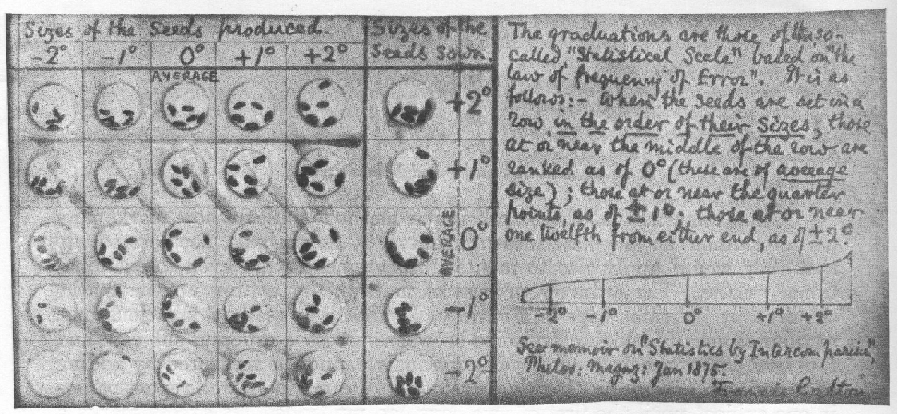 Sizes of the Seeds produced.
-2° -1° 0° +1° +2°
AVERAGE
Sizes of the
Seeds Sown.
+2°
+1°
0°
AVERAGE
-1°
-2°
The graduations are those of the so-
called "Statistical Scale" based on "the
law of frequency of Error". It is as
follows:- When the seeds are set in a
row in the order of their sizes, those
at or near the middle of the row are
ranked as of 0° (these are of average
size); those at or near the quarter
points, as of ±1°; those at or near
one twelfth from either end, as of ±2°.
-2° -1° 0° +1° +2°
See memoir on "Statistics by Intercomparison",
Philos: Magaz: Jan 1875.
Francis Galton